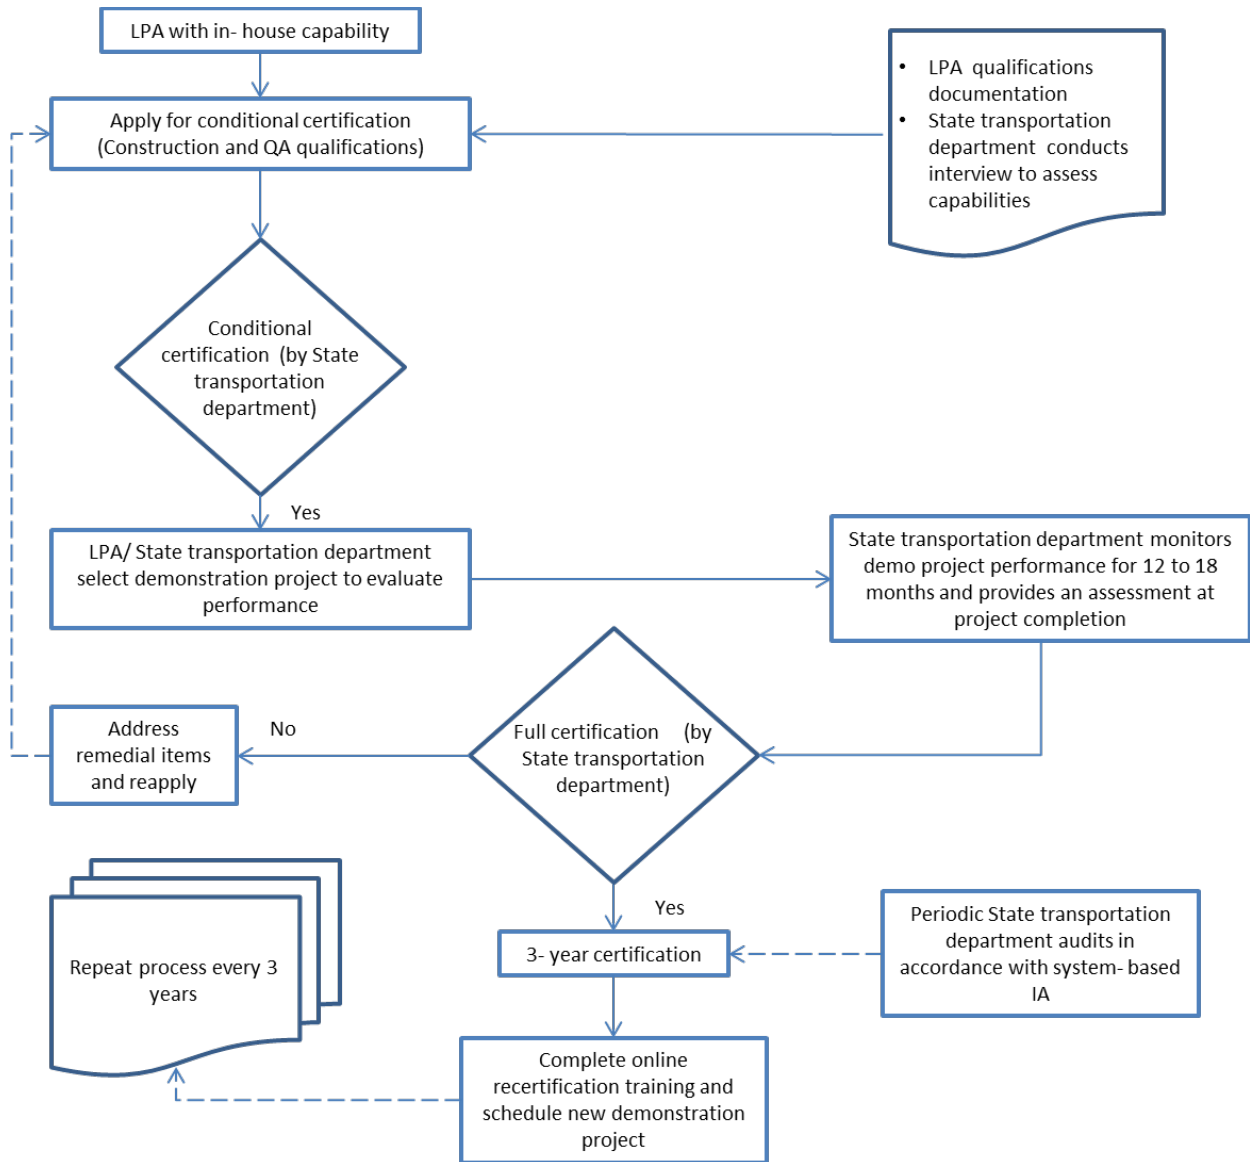 LPA with in- house capability
• LPA qualifications
documentation
• State transportation
department conducts
interview to assess
capabilities
Apply for conditional certification
(Construction and QA qualifications)
Conditional
certification (by State
transportation
department)
Yes
LPA/ State transportation department
select demonstration project to evaluate
performance
State transportation department monitors
demo project performance for 12 to 18
months and provides an assessment at
project completion
Full certification (by
State transportation
department)
No
Address
remedial items
and reapply
Yes
3- year certification
Periodic State transportation
department audits in
accordance with system- based
IA
Complete online
recertification training and
schedule new demonstration
project
Repeat process every 3
years